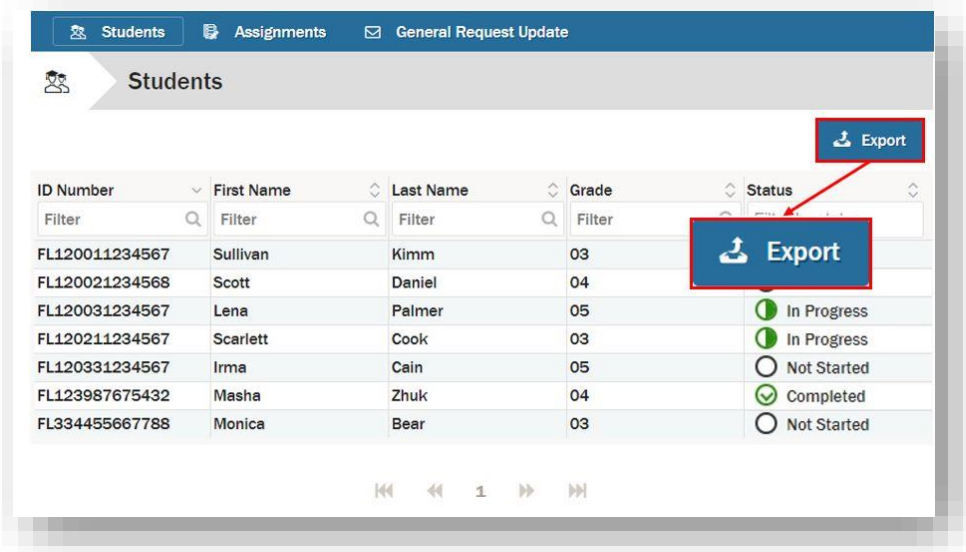 Students Assignments General Request Update
Students
Export
ID Number First Name Last Name Grade Status
Filter Filter Filter Filter
Export
FL120011234567 Sullivan Kimm 03
FL120021234568 Scott Daniel 04
FL120031234567 Lena Palmer 05 In Progress
FL120211234567 Scarlett Cook 03 In Progress
FL120331234567 Irma Cain 05 Not Started
FL123987675432 Masha Zhuk 04 Completed
FL334455667788 Monica Bear 03 Not Started
1